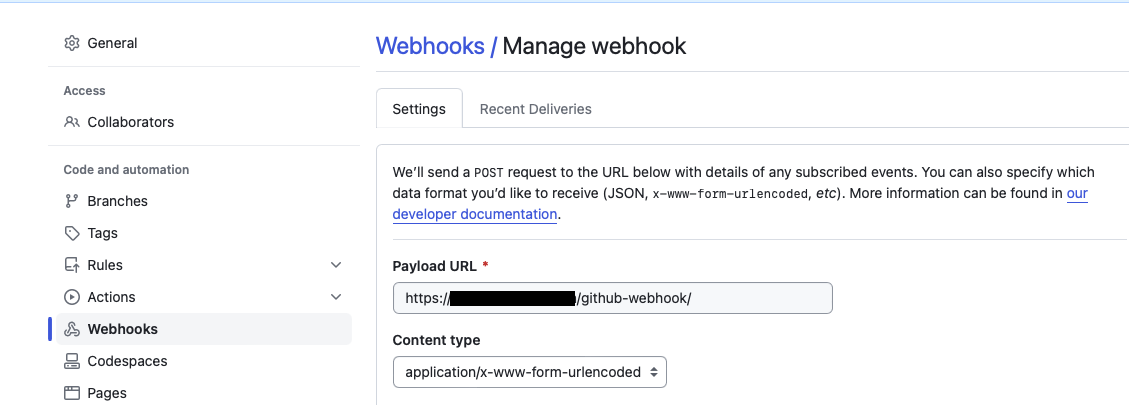 General
Access
Collaborators
Code and automation
Branches
Tags
Rules
Actions
Webhooks
Codespaces
Pages
Webhooks / Manage webhook
Settings Recent Deliveries
We’ll send a POST request to the URL below with details of any subscribed events. You can also specify which
data format you’d like to receive (JSON, x-www-form-urlencoded, etc). More information can be found in our
developer documentation.
Payload URL *
https:///github-webhook/
Content type
application/x-www-form-urlencoded